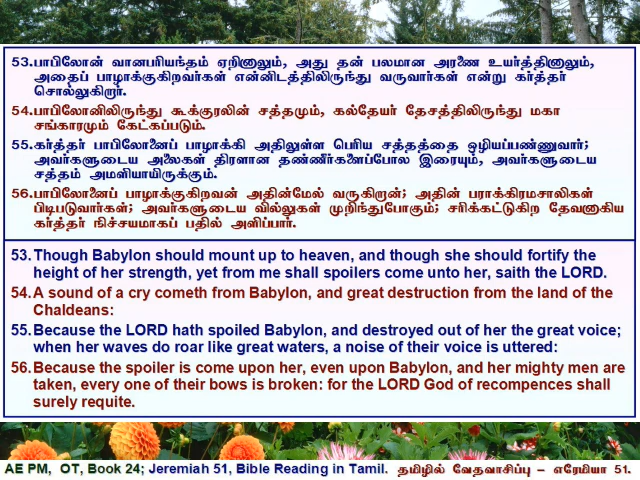 53.பாபிலோன் வானபரியந்தம் ஏறினாலும், அது தன் பலமான அரணை உயர்த்தினாலும்,
அதைப் பாழாக்குகிறவர்கள் என்னிடத்திலிருந்து வருவார்கள் என்று கர்த்தர்
சொல்லுகிறார்.
54.பாபிலோனிலிருந்து கூக்குரலின் சத்தமும், கல்தேயர் தேசத்திலிருந்து மகா
சங்காரமும் கேட்கப்படும்.
55.கர்த்தர் பாபிலோனைப் பாழாக்கி அதிலுள்ள பெரிய சத்தத்தை ஒழியப்பண்ணுவார்;
அவர்களுடைய அலைகள் திரளான தண்ணீர்களைப்போல இரையும், அவர்களுடைய
சத்தம் அமளியாயிருக்கும்.
56.பாபிலோனைப் பாழாக்குகிறவன் அதின்மேல் வருகிறான்; அதின் பராக்கிரமசாலிகள்
பிடிபடுவார்கள்; அவர்களுடைய வில்லுகள் முறிந்துபோகும்; சரிக்கட்டுகிற தேவனாகிய
கர்த்தர் நிச்சயமாகப் பதில் அளிப்பார்.
53.Though Babylon should mount up to heaven, and though she should fortify the
height of her strength, yet from me shall spoilers come unto her, saith the LORD.
54.A sound of a cry cometh from Babylon, and great destruction from the land of the
Chaldeans:
55.Because the LORD hath spoiled Babylon, and destroyed out of her the great voice;
when her waves do roar like great waters, a noise of their voice is uttered:
56.Because the spoiler is come upon her, even upon Babylon, and her mighty men are
taken, every one of their bows is broken: for the LORD God of recompences shall
surely requite.
AE PM, OT, Book 24; Jeremiah 51, Bible Reading in Tamil. தமிழில் வேதவாசிப்பு – எரேமியா 51.